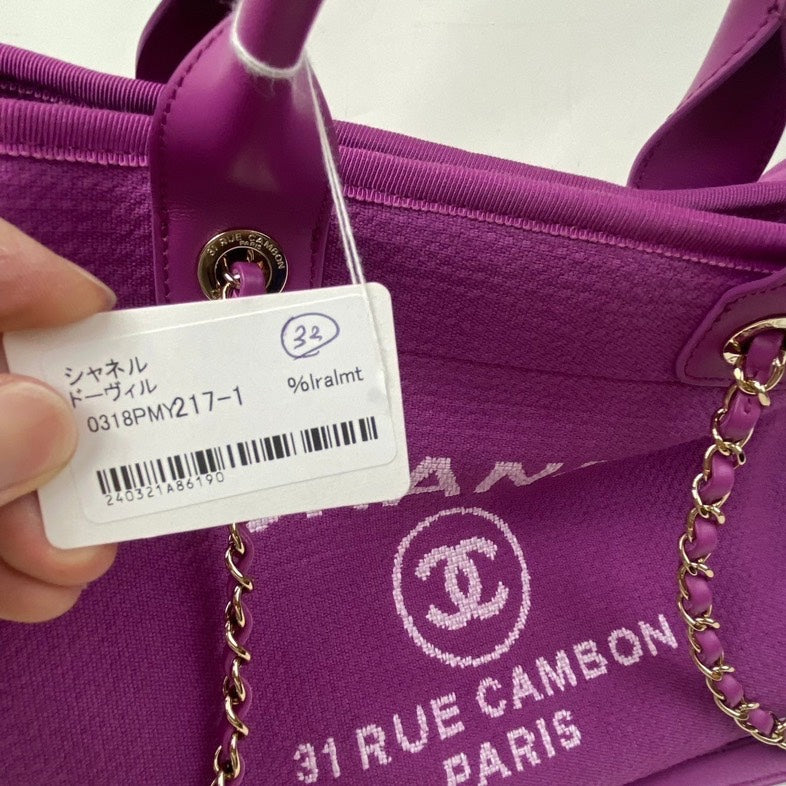 31 RUE CAMBON
PARIS
32
シャネル
ドーヴィル
0318PMY217-1
%lralmt
240321A86190
CHANEL
31 RUE CAMBON
PARIS